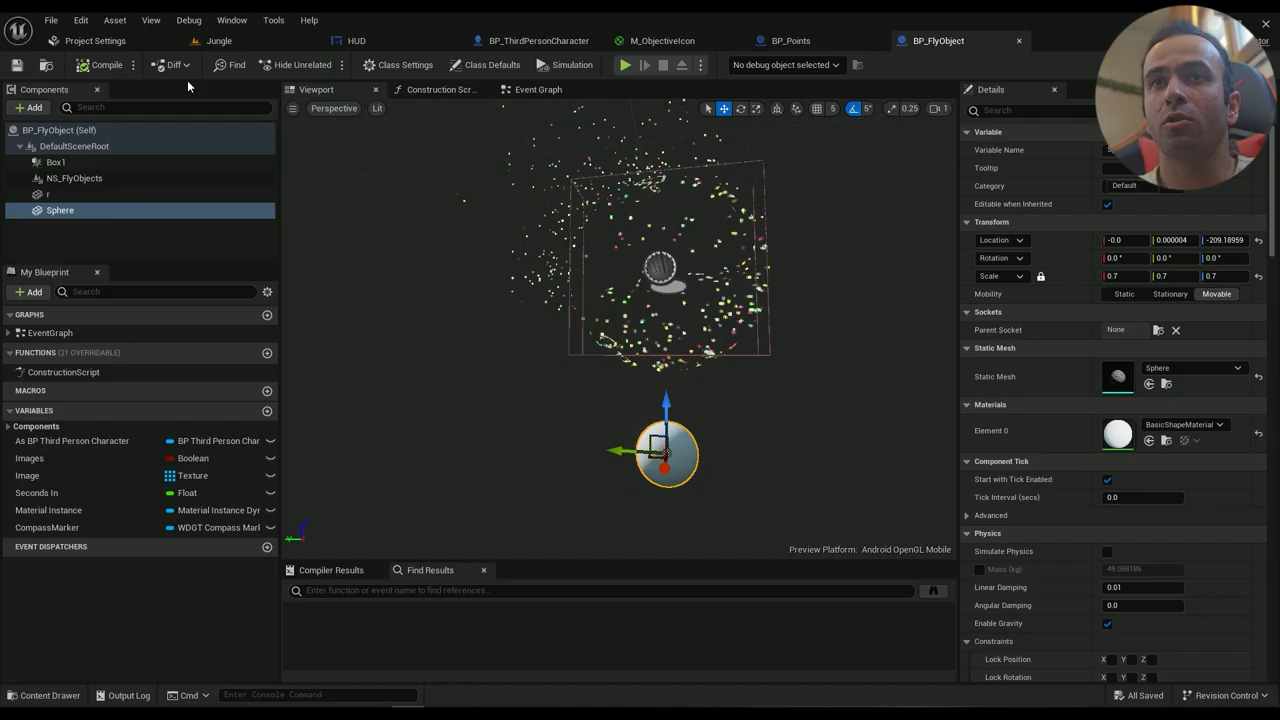 File Edit Asset View Debug Window Tools Help
Project Settings Jungle HUD BP_ThirdPersonCharacter M_ObjectiveIcon BP_Points BP_FlyObject
Compile Diff Find Hide Unrelated Class Settings Class Defaults Simulation No debug object selected
Components
Add Search
BP_FlyObject (Self)
DefaultSceneRoot
Box1
NS_FlyObjects
r
Sphere
My Blueprint
Add Search
GRAPHS
EventGraph
FUNCTIONS (21 OVERRIDABLE)
ConstructionScript
MACROS
VARIABLES
Components
As BP Third Person Character BP Third Person Char
Images Boolean
Image Texture
Seconds In Float
Material Instance Material Instance Dyr
CompassMarker WDGT Compass Mark
EVENT DISPATCHERS
Viewport Construction Scr... Event Graph
Perspective Lit 5 5° 0.25 1
Preview Platform: Android OpenGL Mobile
Compiler Results Find Results
Enter function or event name to find references...
Details
Search
Variable
Variable Name
Tooltip
Category Default
Editable when Inherited
Transform
Location -0.0 0.000004 -209.18959
Rotation 0.0 ° 0.0 ° 0.0 °
Scale 0.7 0.7 0.7
Mobility Static Stationary Movable
Sockets
Parent Socket None
Static Mesh
Static Mesh Sphere
Materials
Element 0 BasicShapeMaterial
Component Tick
Start with Tick Enabled
Tick Interval (secs) 0.0
Advanced
Physics
Simulate Physics
Mass (kg) 49.058186
Linear Damping 0.01
Angular Damping 0.0
Enable Gravity
Constraints
Lock Position X Y Z
Lock Rotation X Y Z
Content Drawer Output Log Cmd Enter Console Command All Saved Revision Control